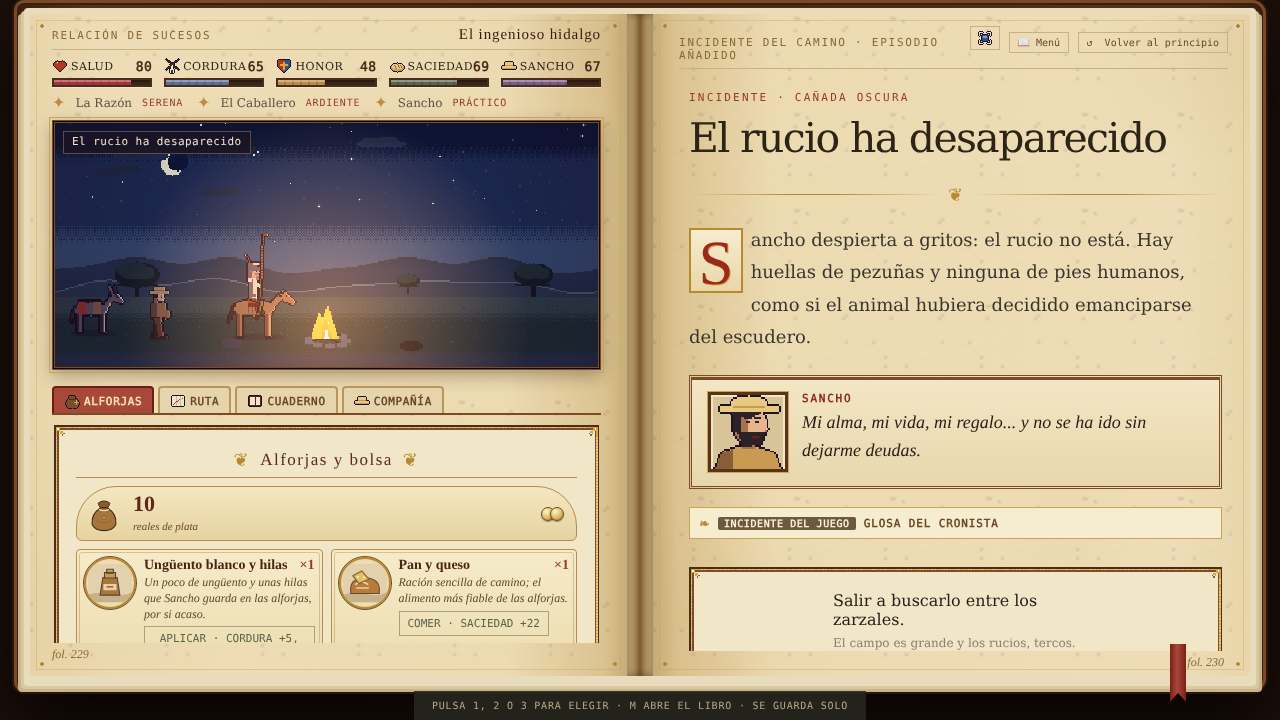 RELACIÓN DE SUCESOS
El ingenioso hidalgo
SALUD 80
CORDURA 65
HONOR 48
SACIEDAD 69
SANCHO 67
La Razón SERENA
El Caballero ARDIENTE
Sancho PRÁCTICO
El rucio ha desaparecido
ALFORJAS
RUTA
CUADERNO
COMPAÑÍA
Alforjas y bolsa
10
reales de plata
Ungüento blanco y hilas ×1
Un poco de ungüento y unas hilas
que Sancho guarda en las alforjas,
por si acaso.
APLICAR · CORDURA +5,
Pan y queso ×1
Ración sencilla de camino; el
alimento más fiable de las alforjas.
COMER · SACIEDAD +22
fol. 229
INCIDENTE DEL CAMINO · EPISODIO
AÑADIDO
Menú
↺ Volver al principio
INCIDENTE · CAÑADA OSCURA
El rucio ha desaparecido
Sancho despierta a gritos: el rucio no está. Hay
huellas de pezuñas y ninguna de pies humanos,
como si el animal hubiera decidido emanciparse
del escudero.
SANCHO
Mi alma, mi vida, mi regalo... y no se ha ido sin
dejarme deudas.
INCIDENTE DEL JUEGO GLOSA DEL CRONISTA
Salir a buscarlo entre los
zarzales.
El campo es grande y los rucios, tercos.
fol. 230
PULSA 1, 2 O 3 PARA ELEGIR · M ABRE EL LIBRO · SE GUARDA SOLO